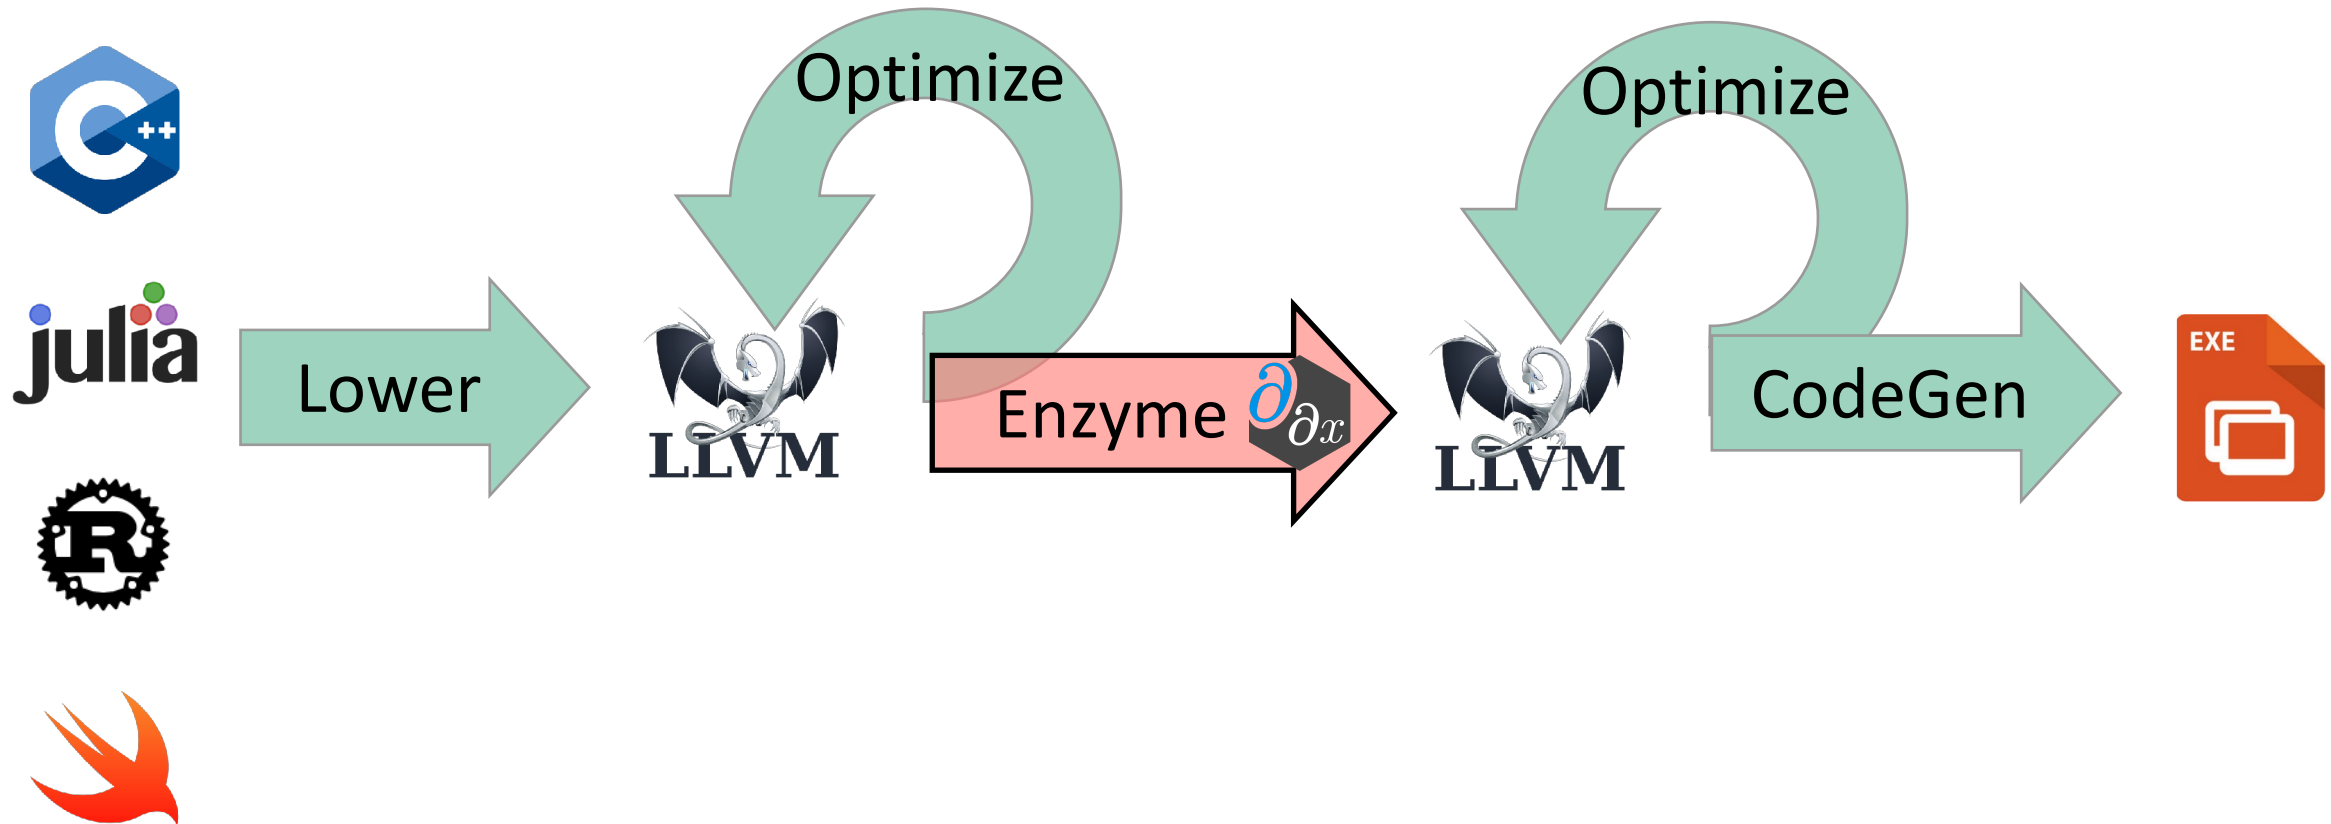 C++
julia
R
Lower
Optimize
LLVM
Enzyme
∂
∂x
Optimize
LLVM
CodeGen
EXE